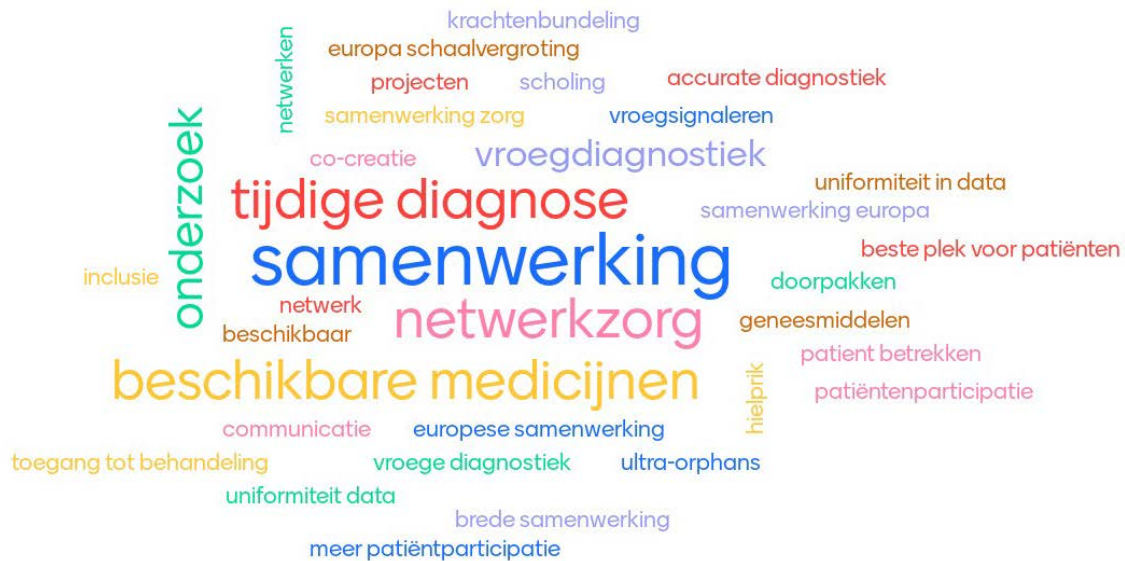 krachtenbundeling
europa schaalvergroting
netwerken
projecten
scholing
accurate diagnostiek
samenwerking zorg
vroegsignaleren
onderzoek
co-creatie
vroegdiagnostiek
tijdige diagnose
uniformiteit in data
samenwerking europa
samenwerking
beste plek voor patiënten
inclusie
doorpakken
netwerk
netwerkzorg
geneesmiddelen
beschikbaar
patient betrekken
beschikbare medicijnen
hielprik
patiëntenparticipatie
communicatie
europese samenwerking
toegang tot behandeling
vroege diagnostiek
ultra-orphans
uniformiteit data
brede samenwerking
meer patiëntparticipatie